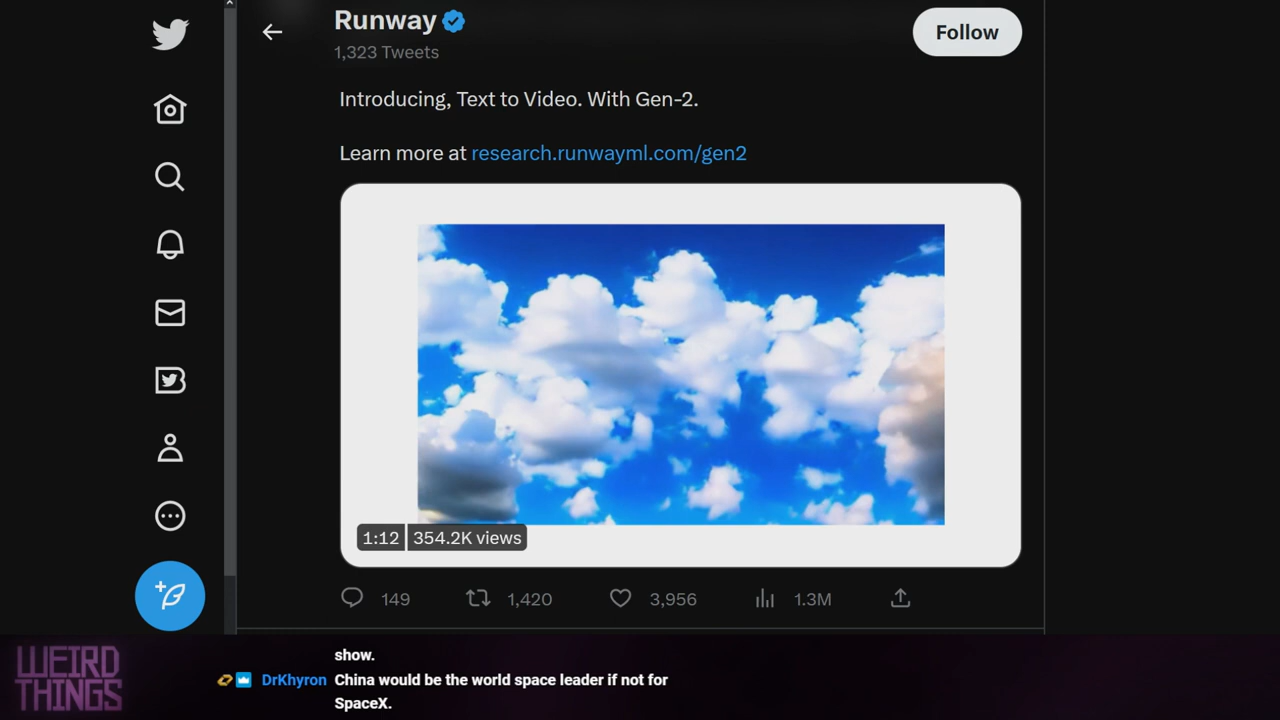 Runway
1,323 Tweets
Follow
Introducing, Text to Video. With Gen-2.
Learn more at research.runwayml.com/gen2
1:12 354.2K views
149 1,420 3,956 1.3M
WEIRD
THINGS
show.
DrKhyron China would be the world space leader if not for
SpaceX.